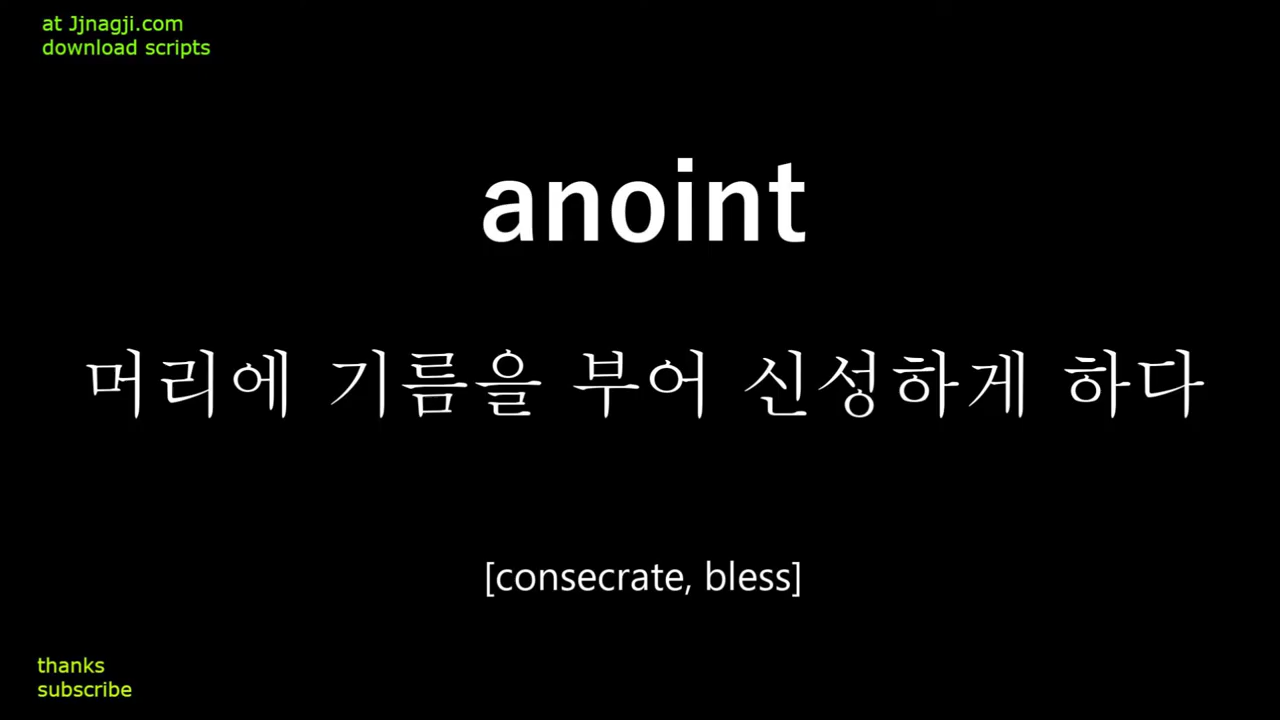 at Jjnagji.com
download scripts
anoint
머리에 기름을 부어 신성하게 하다
[consecrate, bless]
thanks
subscribe